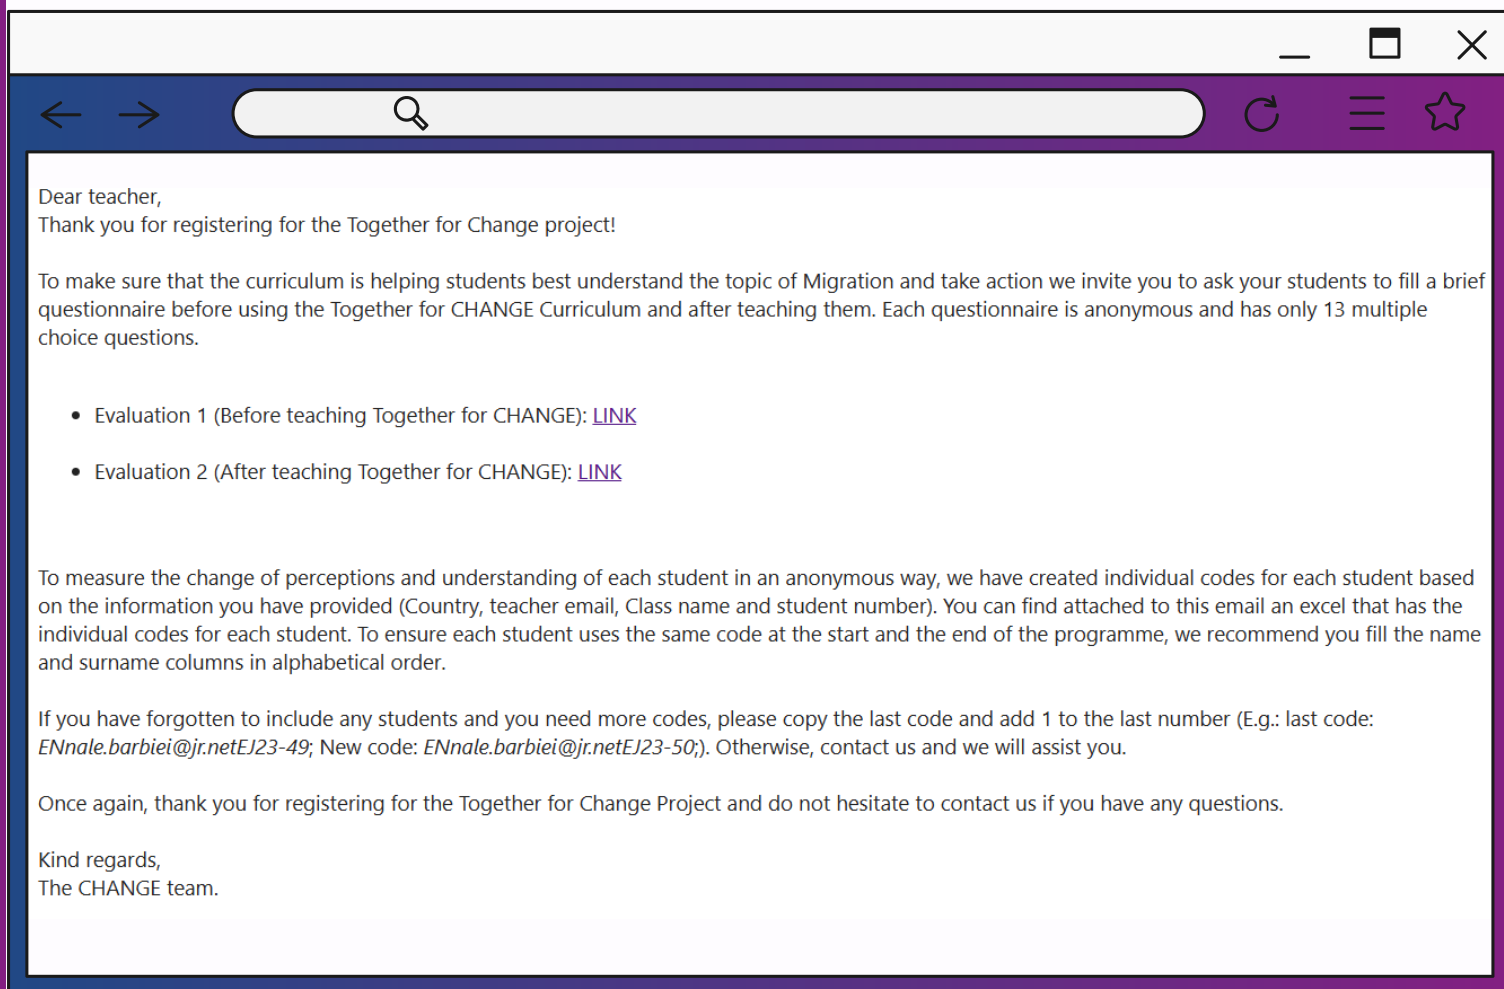 Dear teacher,
Thank you for registering for the Together for Change project!
To make sure that the curriculum is helping students best understand the topic of Migration and take action we invite you to ask your students to fill a brief
questionnaire before using the Together for CHANGE Curriculum and after teaching them. Each questionnaire is anonymous and has only 13 multiple
choice questions.
• Evaluation 1 (Before teaching Together for CHANGE): LINK
• Evaluation 2 (After teaching Together for CHANGE): LINK
To measure the change of perceptions and understanding of each student in an anonymous way, we have created individual codes for each student based
on the information you have provided (Country, teacher email, Class name and student number). You can find attached to this email an excel that has the
individual codes for each student. To ensure each student uses the same code at the start and the end of the programme, we recommend you fill the name
and surname columns in alphabetical order.
If you have forgotten to include any students and you need more codes, please copy the last code and add 1 to the last number (E.g.: last code:
ENnale.barbiei@jr.netEJ23-49; New code: ENnale.barbiei@jr.netEJ23-50;). Otherwise, contact us and we will assist you.
Once again, thank you for registering for the Together for Change Project and do not hesitate to contact us if you have any questions.
Kind regards,
The CHANGE team.